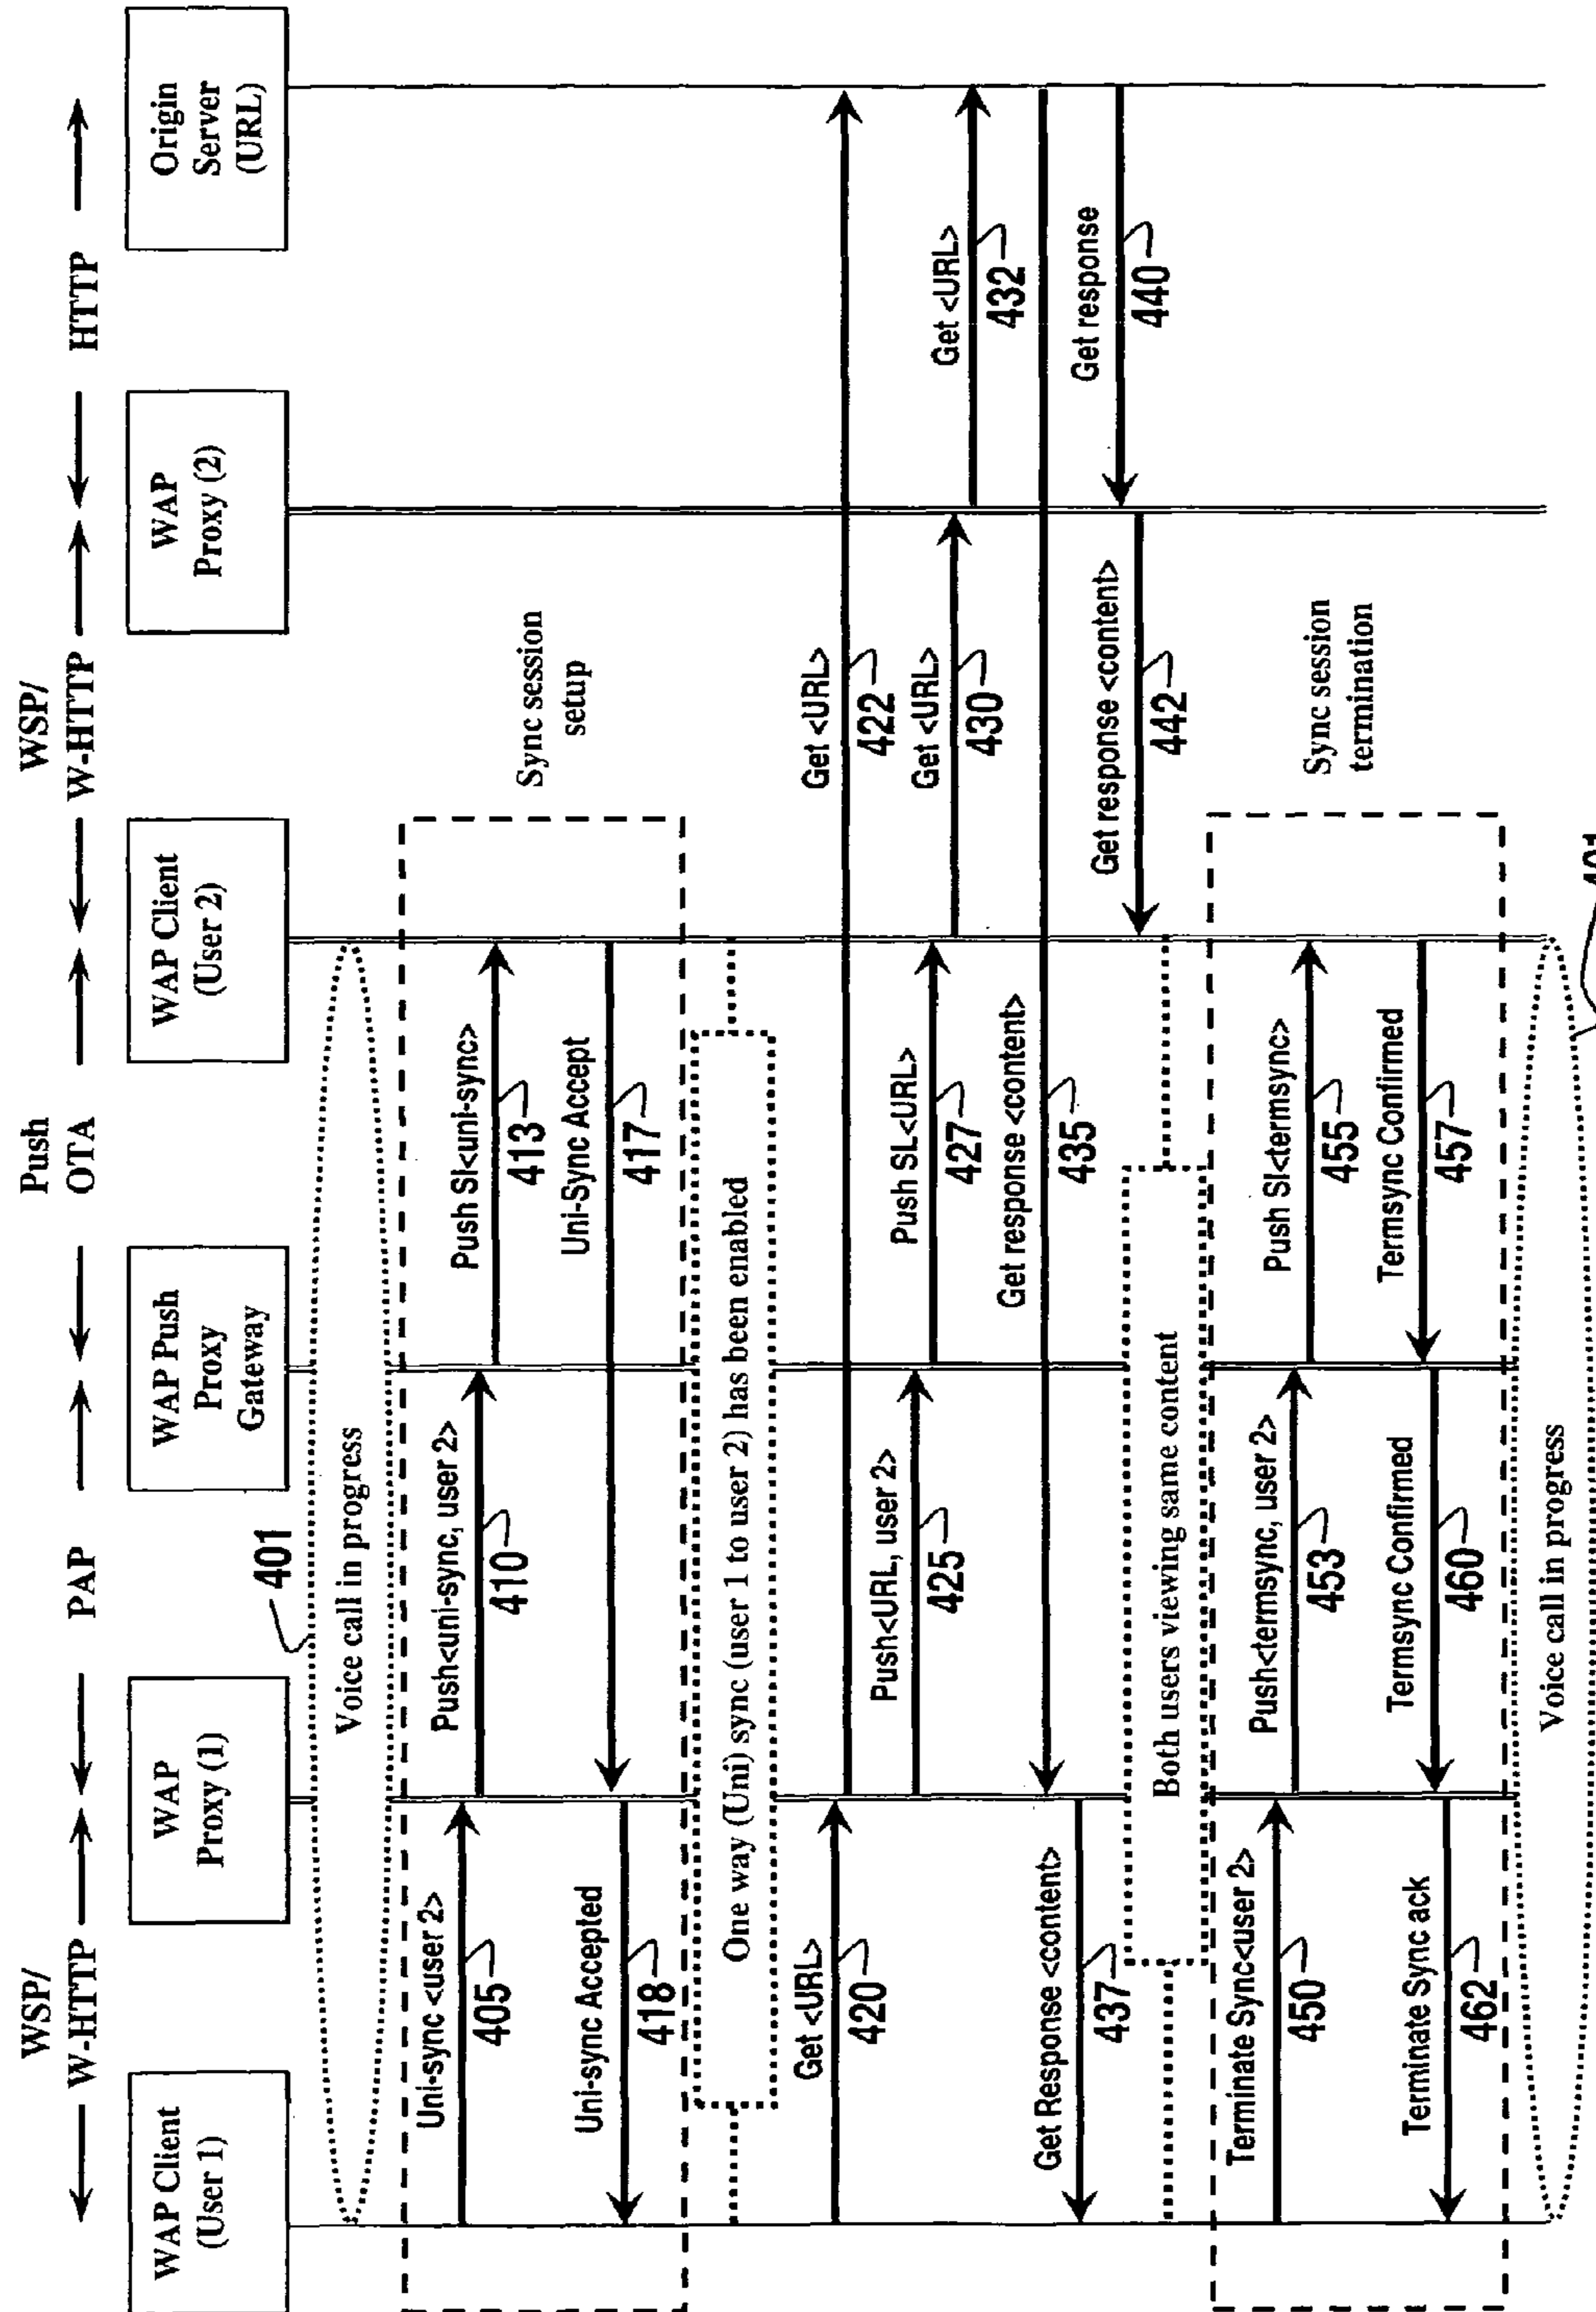 WSP/
W-HTTP
PAP
Push
OTA
WSP/
W-HTTP
HTTP
WAP Client
(User 1)
WAP
Proxy (1)
WAP Push
Proxy
Gateway
WAP Client
(User 2)
WAP
Proxy (2)
Origin
Server
(URL)
401
Voice call in progress
Uni-sync <user 2>
405
Push<uni-sync, user 2>
410
Push SI<uni-sync>
413
Sync session
setup
Uni-Sync Accept
417
Uni-sync Accepted
418
One way (Uni) sync (user 1 to user 2) has been enabled
Get <URL>
420
Get <URL>
422
Push<URL, user 2>
425
Push SL<URL>
427
Get <URL>
430
Get <URL>
432
Get response <content>
435
Get Response <content>
437
Get response
440
Get response <content>
442
Both users viewing same content
Terminate Sync<user 2>
450
Push<termsync, user 2>
453
Push SI<termsync>
455
Sync session
termination
Termsync Confirmed
457
Termsync Confirmed
460
Terminate Sync ack
462
Voice call in progress
401